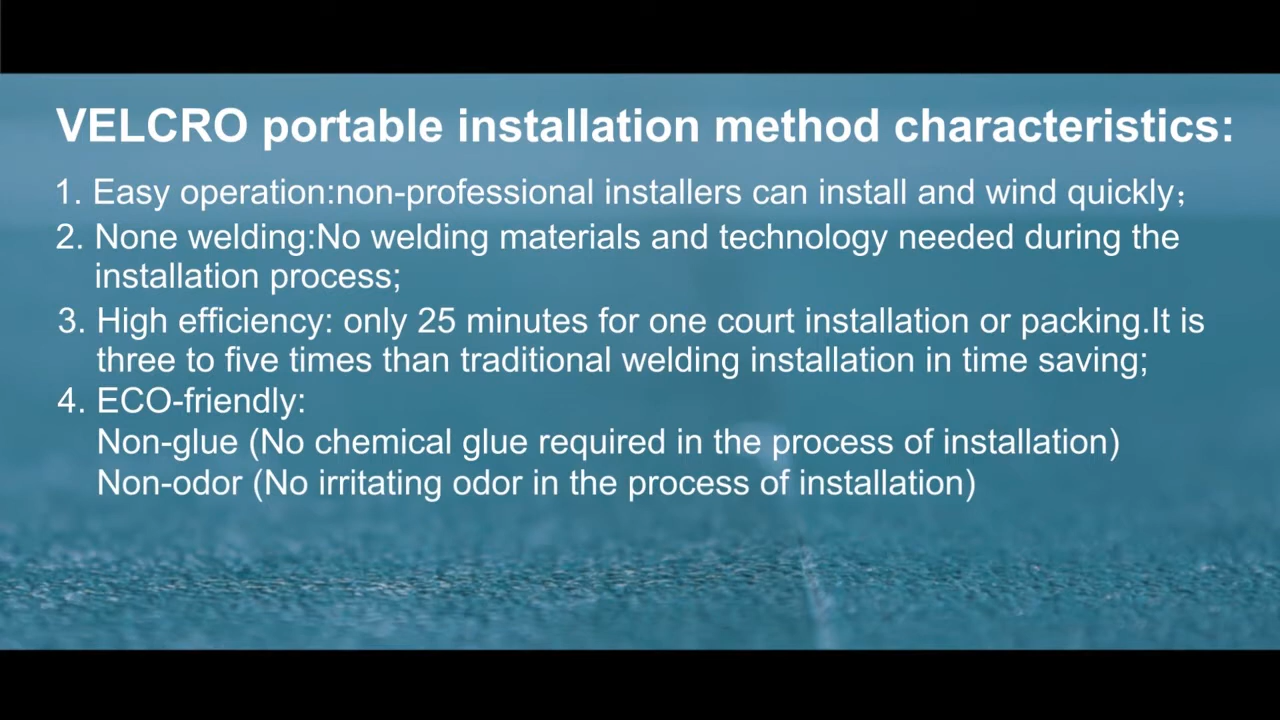 VELCRO portable installation method characteristics:
1. Easy operation:non-professional installers can install and wind quickly；
2. None welding:No welding materials and technology needed during the
installation process;
3. High efficiency: only 25 minutes for one court installation or packing.It is
three to five times than traditional welding installation in time saving;
4. ECO-friendly:
Non-glue (No chemical glue required in the process of installation)
Non-odor (No irritating odor in the process of installation)